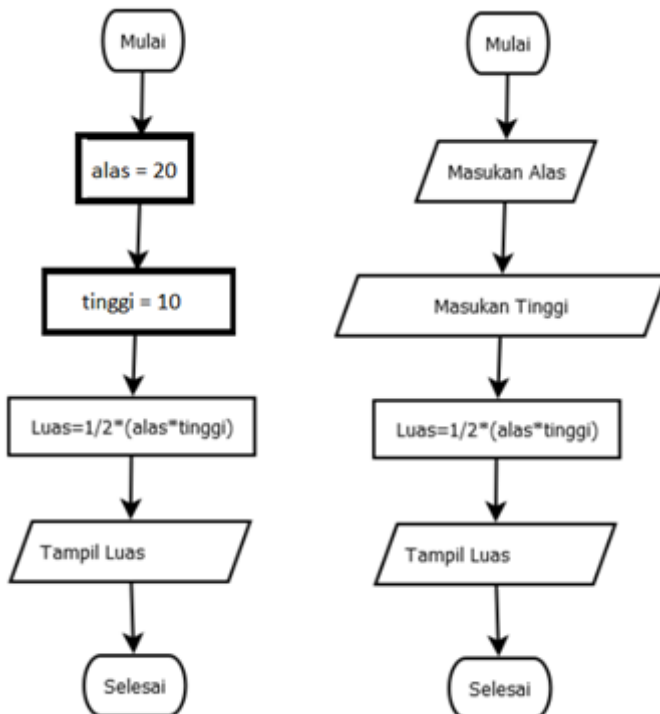 Mulai
alas = 20
tinggi = 10
Luas=1/2*(alas*tinggi)
Tampil Luas
Selesai
Mulai
Masukan Alas
Masukan Tinggi
Luas=1/2*(alas*tinggi)
Tampil Luas
Selesai